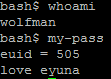 bash$ whoami
wolfman
bash$ my-pass
euid = 505
love eyuna